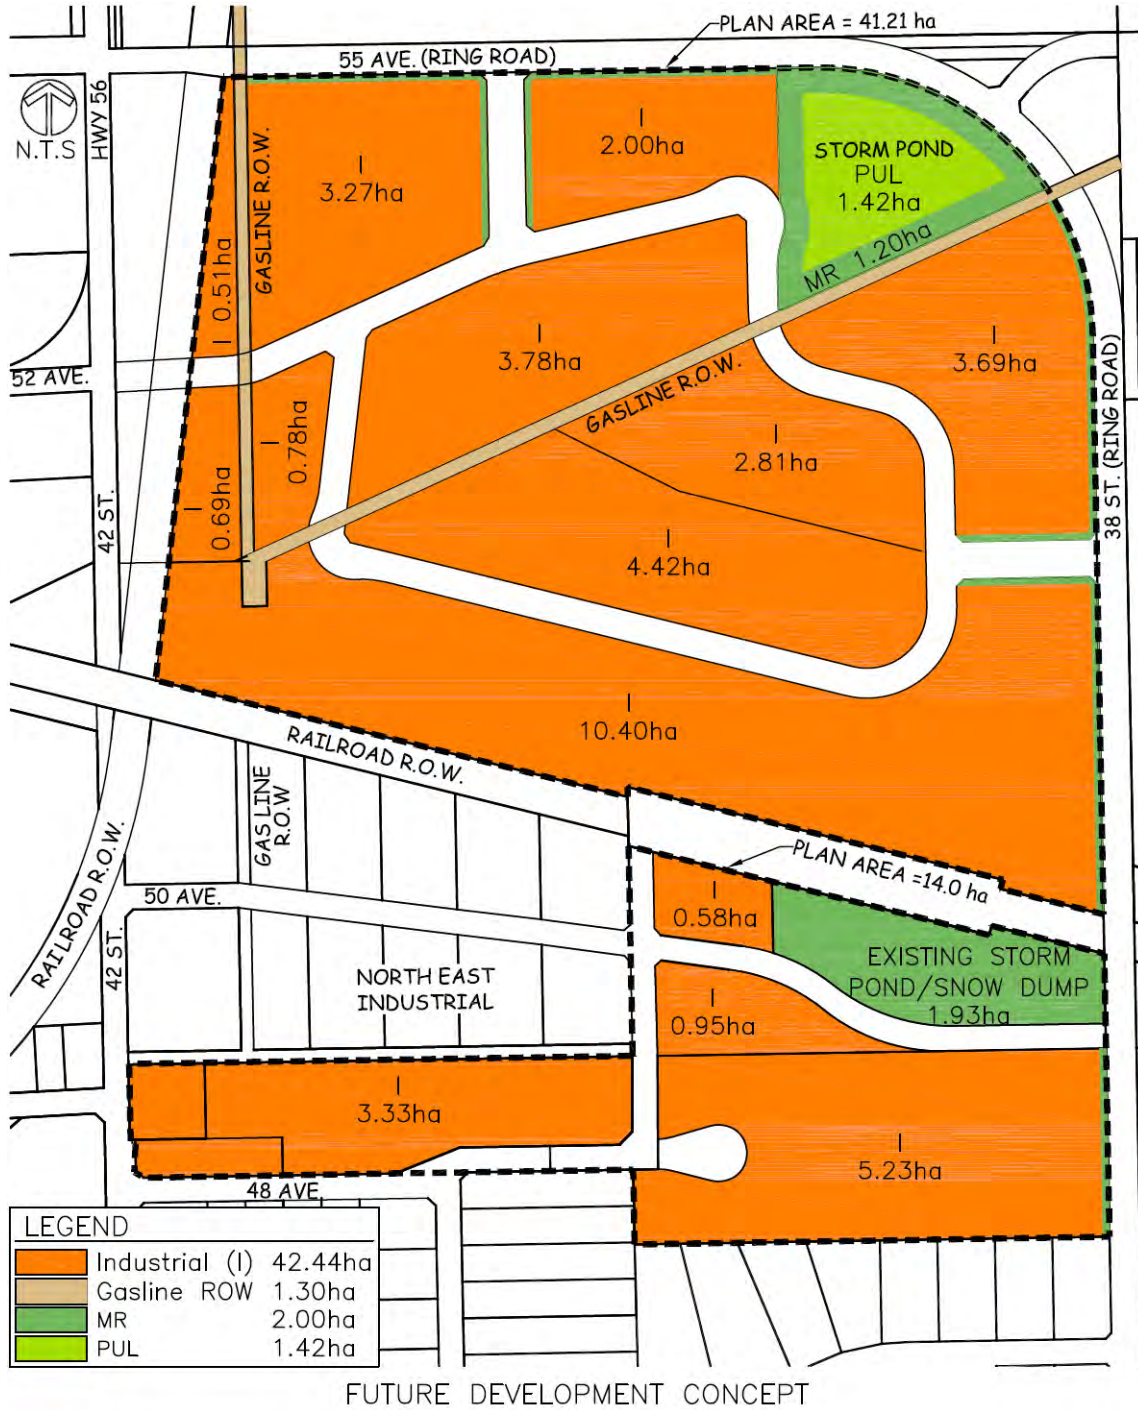 PLAN AREA = 41.21 ha
55 AVE. (RING ROAD)
HWY 56
N.T.S
I
2.00ha
STORM POND
PUL
1.42ha
I
3.27ha
GASLINE R.O.W.
MR 1.20ha
I 0.51ha
I
3.78ha
I
3.69ha
52 AVE.
GASLINE R.O.W.
38 ST. (RING ROAD)
I
0.78ha
I
2.81ha
I
0.69ha
42 ST.
I
4.42ha
I
10.40ha
RAILROAD R.O.W.
GAS LINE
R.O.W
RAILROAD R.O.W.
PLAN AREA =14.0 ha
50 AVE.
I
0.58ha
42 ST.
EXISTING STORM
POND/SNOW DUMP
1.93ha
NORTH EAST
INDUSTRIAL
I
0.95ha
I
3.33ha
I
5.23ha
48 AVE.
LEGEND
Industrial (I) 42.44ha
Gasline ROW 1.30ha
MR 2.00ha
PUL 1.42ha
FUTURE DEVELOPMENT CONCEPT